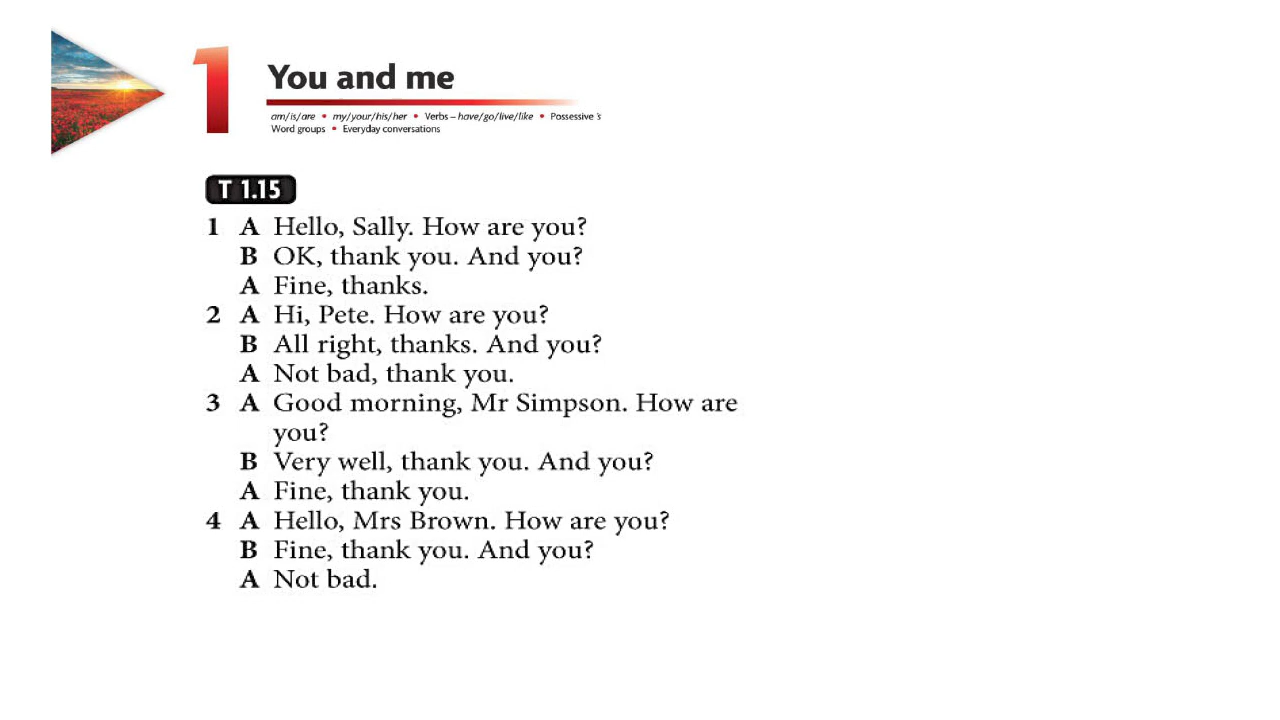 1
You and me
am/is/are • my/your/his/her • Verbs – have/go/live/like • Possessive 's
Word groups • Everyday conversations
T 1.15
1 A Hello, Sally. How are you?
B OK, thank you. And you?
A Fine, thanks.
2 A Hi, Pete. How are you?
B All right, thanks. And you?
A Not bad, thank you.
3 A Good morning, Mr Simpson. How are
you?
B Very well, thank you. And you?
A Fine, thank you.
4 A Hello, Mrs Brown. How are you?
B Fine, thank you. And you?
A Not bad.